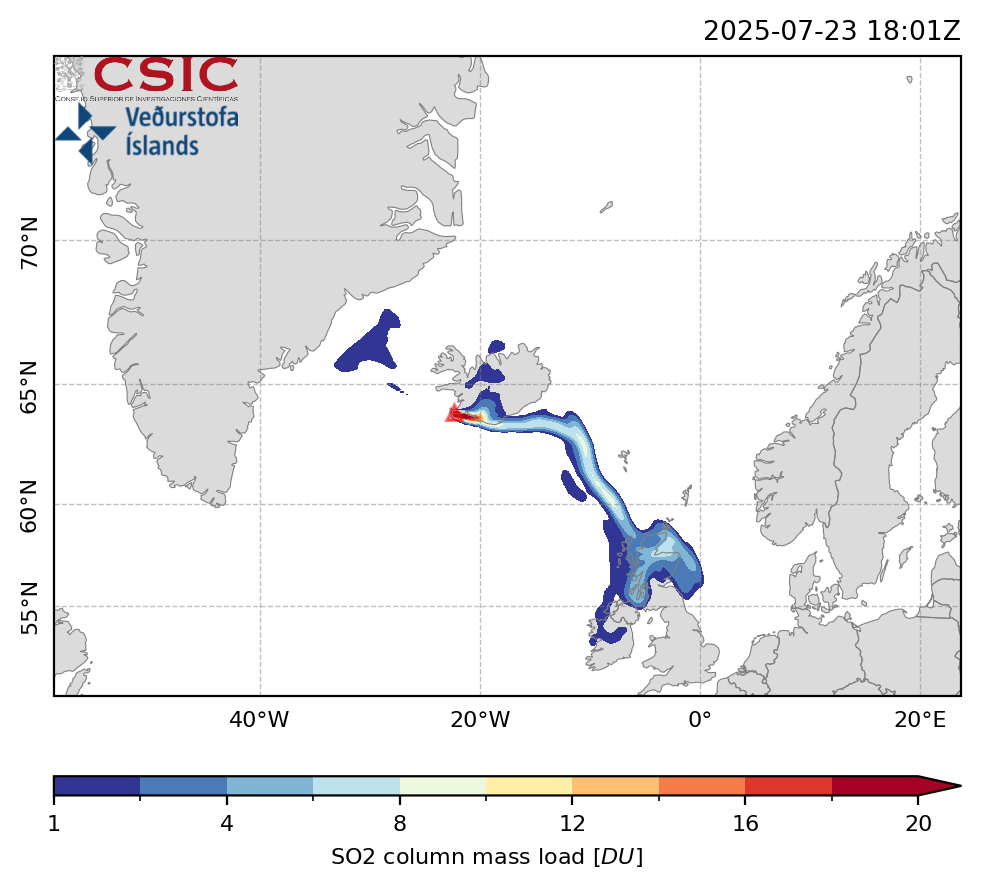 2025-07-23 18:01Z
CSIC
CONSEJO SUPERIOR DE INVESTIGACIONES CIENTÍFICAS
Veðurstofa
Íslands
70°N
65°N
60°N
55°N
40°W 20°W 0° 20°E
1 4 8 12 16 20
SO2 column mass load [DU]